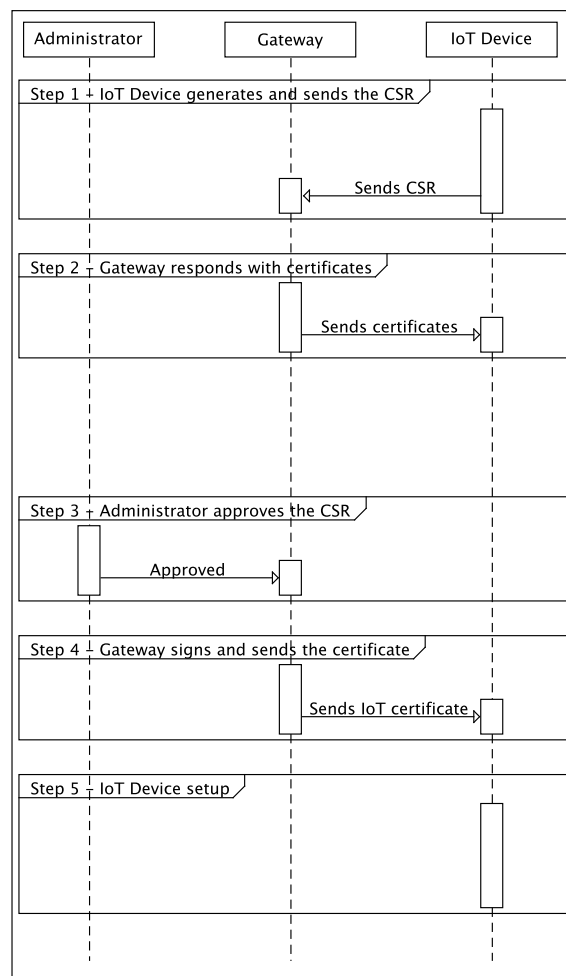 Administrator
Gateway
IoT Device
Step 1 – IoT Device generates and sends the CSR
Sends CSR
Step 2 – Gateway responds with certificates
Sends certificates
Step 3 – Administrator approves the CSR
Approved
Step 4 – Gateway signs and sends the certificate
Sends IoT certificate
Step 5 – IoT Device setup